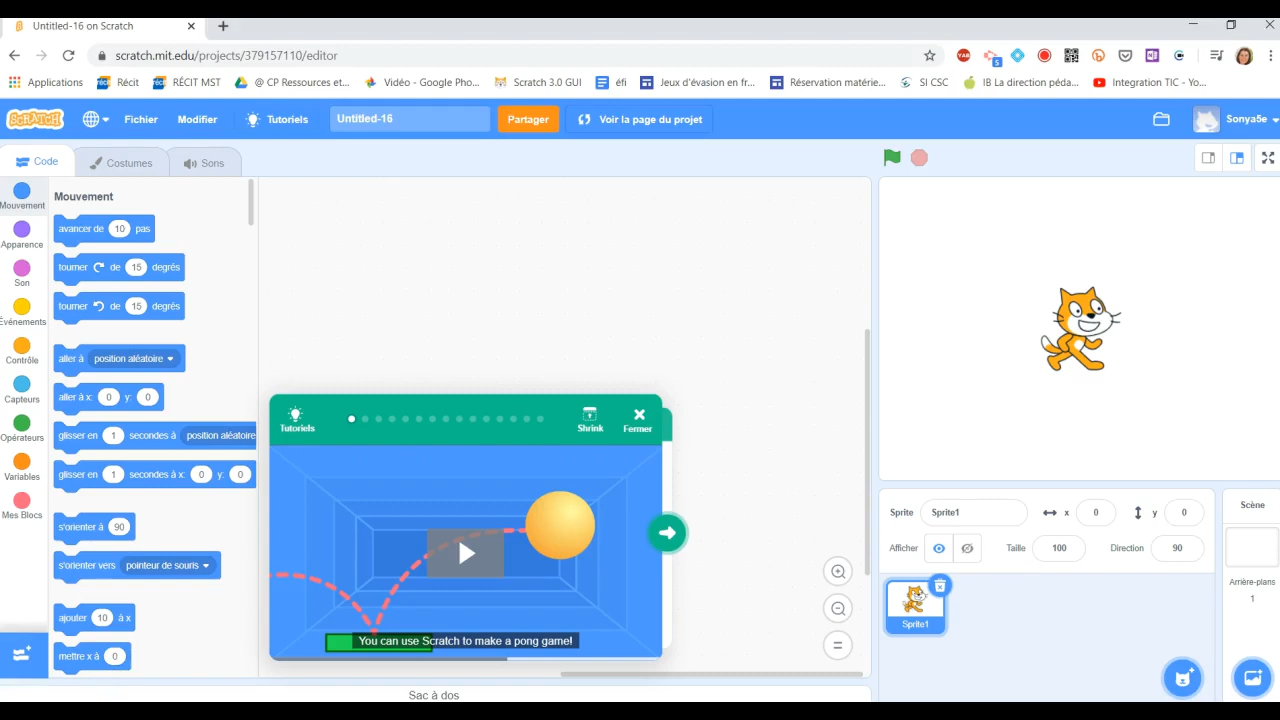 Untitled-16 on Scratch
scratch.mit.edu/projects/379157110/editor
Applications
Récit
RÉCIT MST
@ CP Ressources et...
Vidéo - Google Pho...
Scratch 3.0 GUI
éfi
Jeux d'évasion en fr...
Réservation matérie...
SI CSC
IB La direction péda...
Integration TIC - Yo...
SCRATCH
Fichier
Modifier
Tutoriels
Untitled-16
Partager
Voir la page du projet
Sonya5e
Code
Costumes
Sons
Mouvement
Apparence
Son
Événements
Contrôle
Capteurs
Opérateurs
Variables
Mes Blocs
Mouvement
avancer de 10 pas
tourner de 15 degrés
tourner de 15 degrés
aller à position aléatoire
aller à x: 0 y: 0
glisser en 1 secondes à position aléatoire
glisser en 1 secondes à x: 0 y: 0
s'orienter à 90
s'orienter vers pointeur de souris
ajouter 10 à x
mettre x à 0
Tutoriels
Shrink
Fermer
You can use Scratch to make a pong game!
Sac à dos
Sprite Sprite1 x 0 y 0
Afficher Taille 100 Direction 90
Sprite1
Scène
Arrière-plans
1